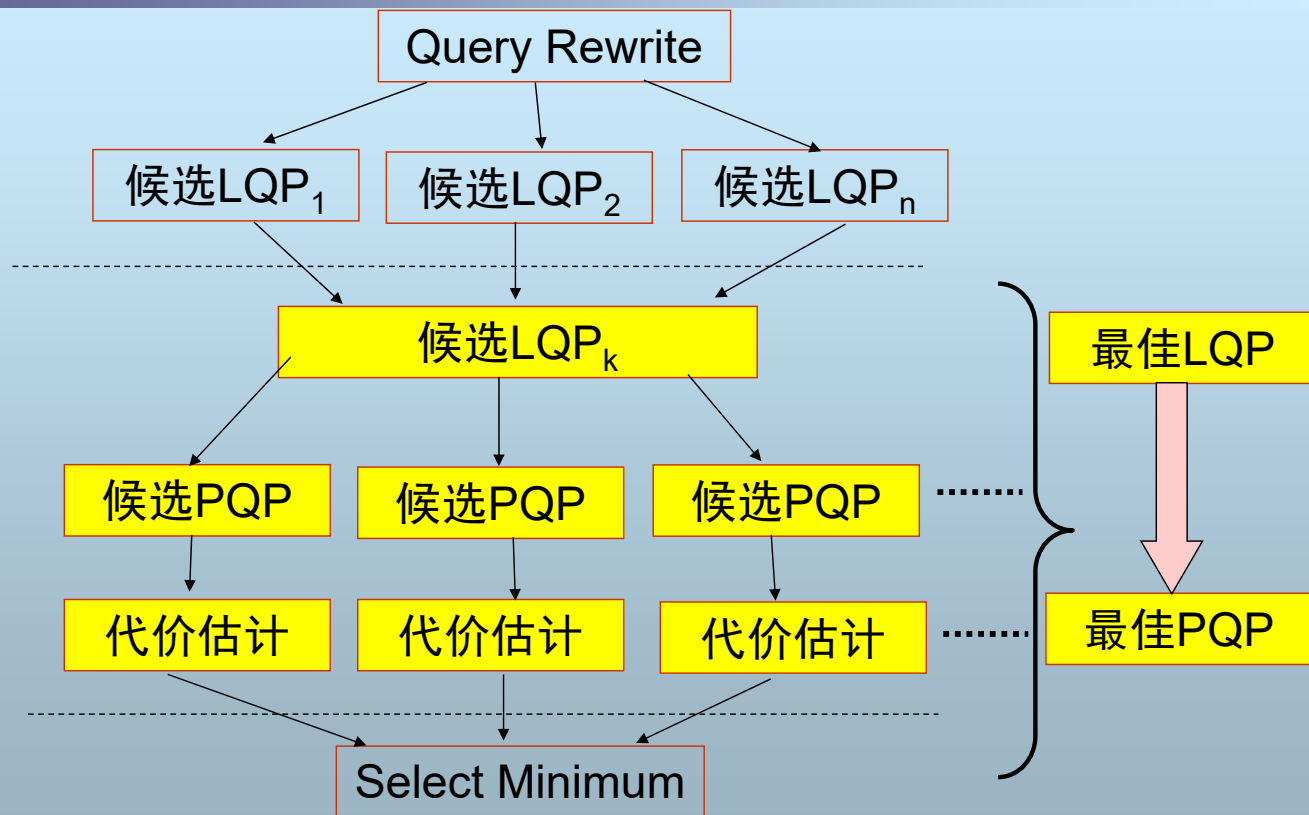 Query Rewrite
候选LQP₁
候选LQP₂
候选LQPₙ
候选LQPₖ
最佳LQP
候选PQP
候选PQP
候选PQP
代价估计
代价估计
代价估计
最佳PQP
Select Minimum